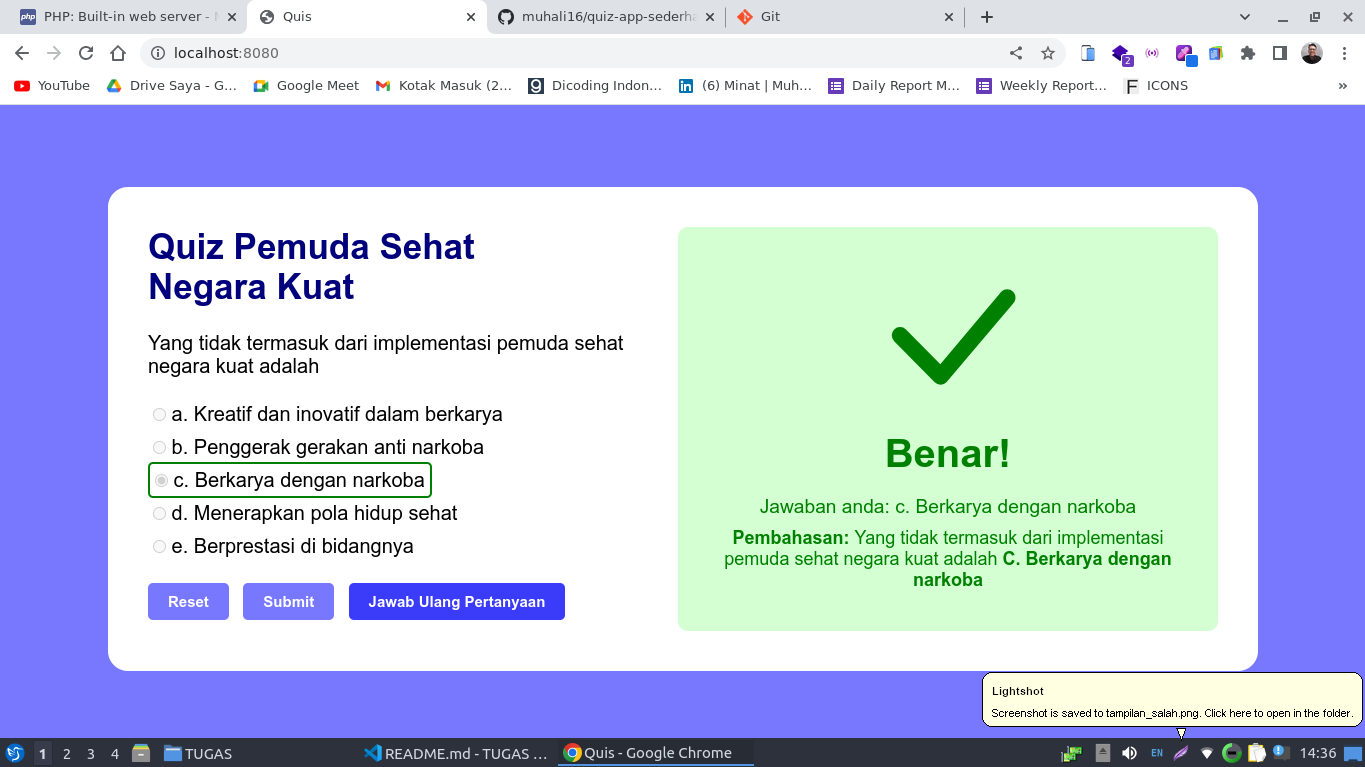 PHP: Built-in web server - M
Quis
muhali16/quiz-app-sederha
Git
localhost:8080
2
YouTube
Drive Saya - G...
Google Meet
Kotak Masuk (2...
Dicoding Indon...
(6) Minat | Muh...
Daily Report M...
Weekly Report...
ICONS
Quiz Pemuda Sehat
Negara Kuat
Yang tidak termasuk dari implementasi pemuda sehat
negara kuat adalah
a. Kreatif dan inovatif dalam berkarya
b. Penggerak gerakan anti narkoba
c. Berkarya dengan narkoba
d. Menerapkan pola hidup sehat
e. Berprestasi di bidangnya
Reset
Submit
Jawab Ulang Pertanyaan
Benar!
Jawaban anda: c. Berkarya dengan narkoba
Pembahasan: Yang tidak termasuk dari implementasi
pemuda sehat negara kuat adalah C. Berkarya dengan
narkoba
Lightshot
Screenshot is saved to tampilan_salah.png. Click here to open in the folder.
1 2 3 4
TUGAS
README.md - TUGAS ...
Quis - Google Chrome
EN
14:36